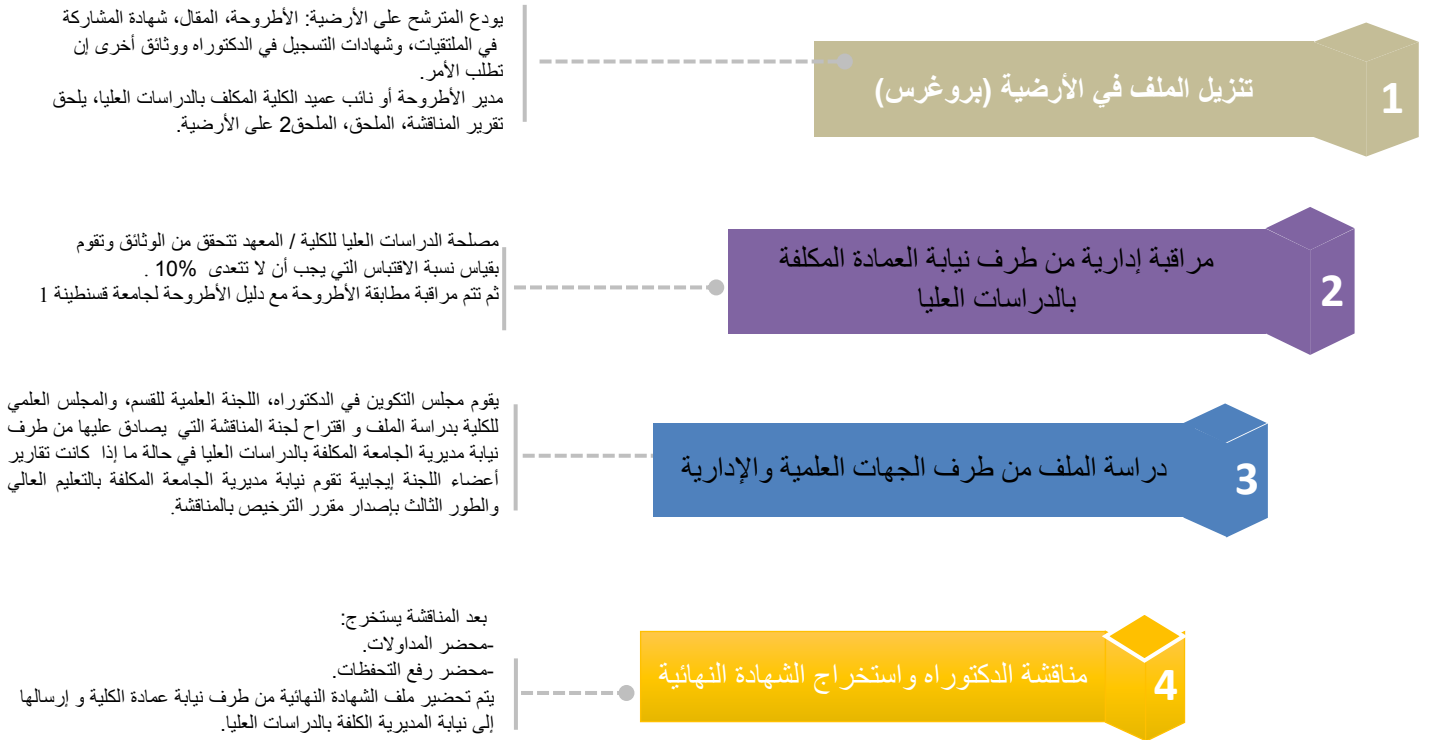 1
تنزيل الملف في الأرضية (بروغرس)
يودع المترشح على الأرضية: الأطروحة، المقال، شهادة المشاركة
في الملتقيات، وشهادات التسجيل في الدكتوراه ووثائق أخرى إن
تطلب الأمر.
مدير الأطروحة أو نائب عميد الكلية المكلف بالدراسات العليا، يلحق
تقرير المناقشة، الملحق، الملحق2 على الأرضية.
2
مراقبة إدارية من طرف نيابة العمادة المكلفة
بالدراسات العليا
مصلحة الدراسات العليا للكلية / المعهد تتحقق من الوثائق وتقوم
بقياس نسبة الاقتباس التي يجب أن لا تتعدى 10% .
ثم تتم مراقبة مطابقة الأطروحة مع دليل الأطروحة لجامعة قسنطينة 1
3
دراسة الملف من طرف الجهات العلمية والإدارية
يقوم مجلس التكوين في الدكتوراه، اللجنة العلمية للقسم، والمجلس العلمي
للكلية بدراسة الملف و اقتراح لجنة المناقشة التي يصادق عليها من طرف
نيابة مديرية الجامعة المكلفة بالدراسات العليا في حالة ما إذا كانت تقارير
أعضاء اللجنة إيجابية تقوم نيابة مديرية الجامعة المكلفة بالتعليم العالي
والطور الثالث بإصدار مقرر الترخيص بالمناقشة.
4
مناقشة الدكتوراه واستخراج الشهادة النهائية
بعد المناقشة يستخرج:
-محضر المداولات.
-محضر رفع التحفظات.
يتم تحضير ملف الشهادة النهائية من طرف نيابة عمادة الكلية و إرسالها
إلى نيابة المديرية الكلفة بالدراسات العليا.